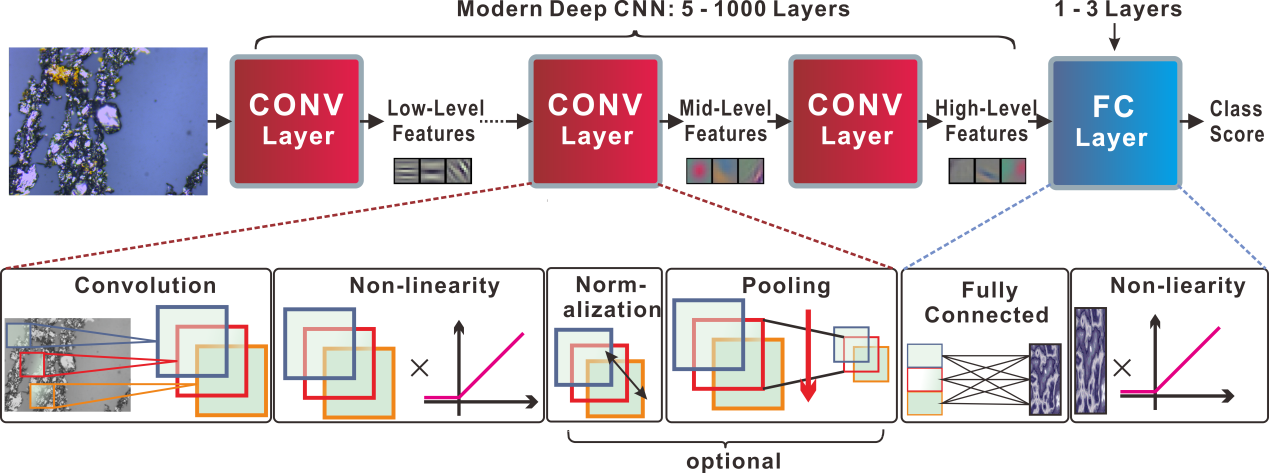 Modern Deep CNN: 5 - 1000 Layers
1 - 3 Layers
CONV
Layer
Low-Level
Features
CONV
Layer
Mid-Level
Features
CONV
Layer
High-Level
Features
FC
Layer
Class
Score
Convolution
Non-linearity
Norm-
alization
Pooling
Fully
Connected
Non-liearity
optional